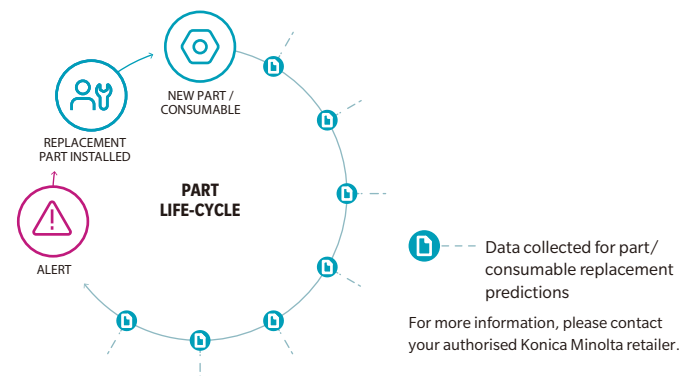 NEW PART /
CONSUMABLE
REPLACEMENT
PART INSTALLED
PART
LIFE-CYCLE
ALERT
Data collected for part/
consumable replacement
predictions
For more information, please contact
your authorised Konica Minolta retailer.